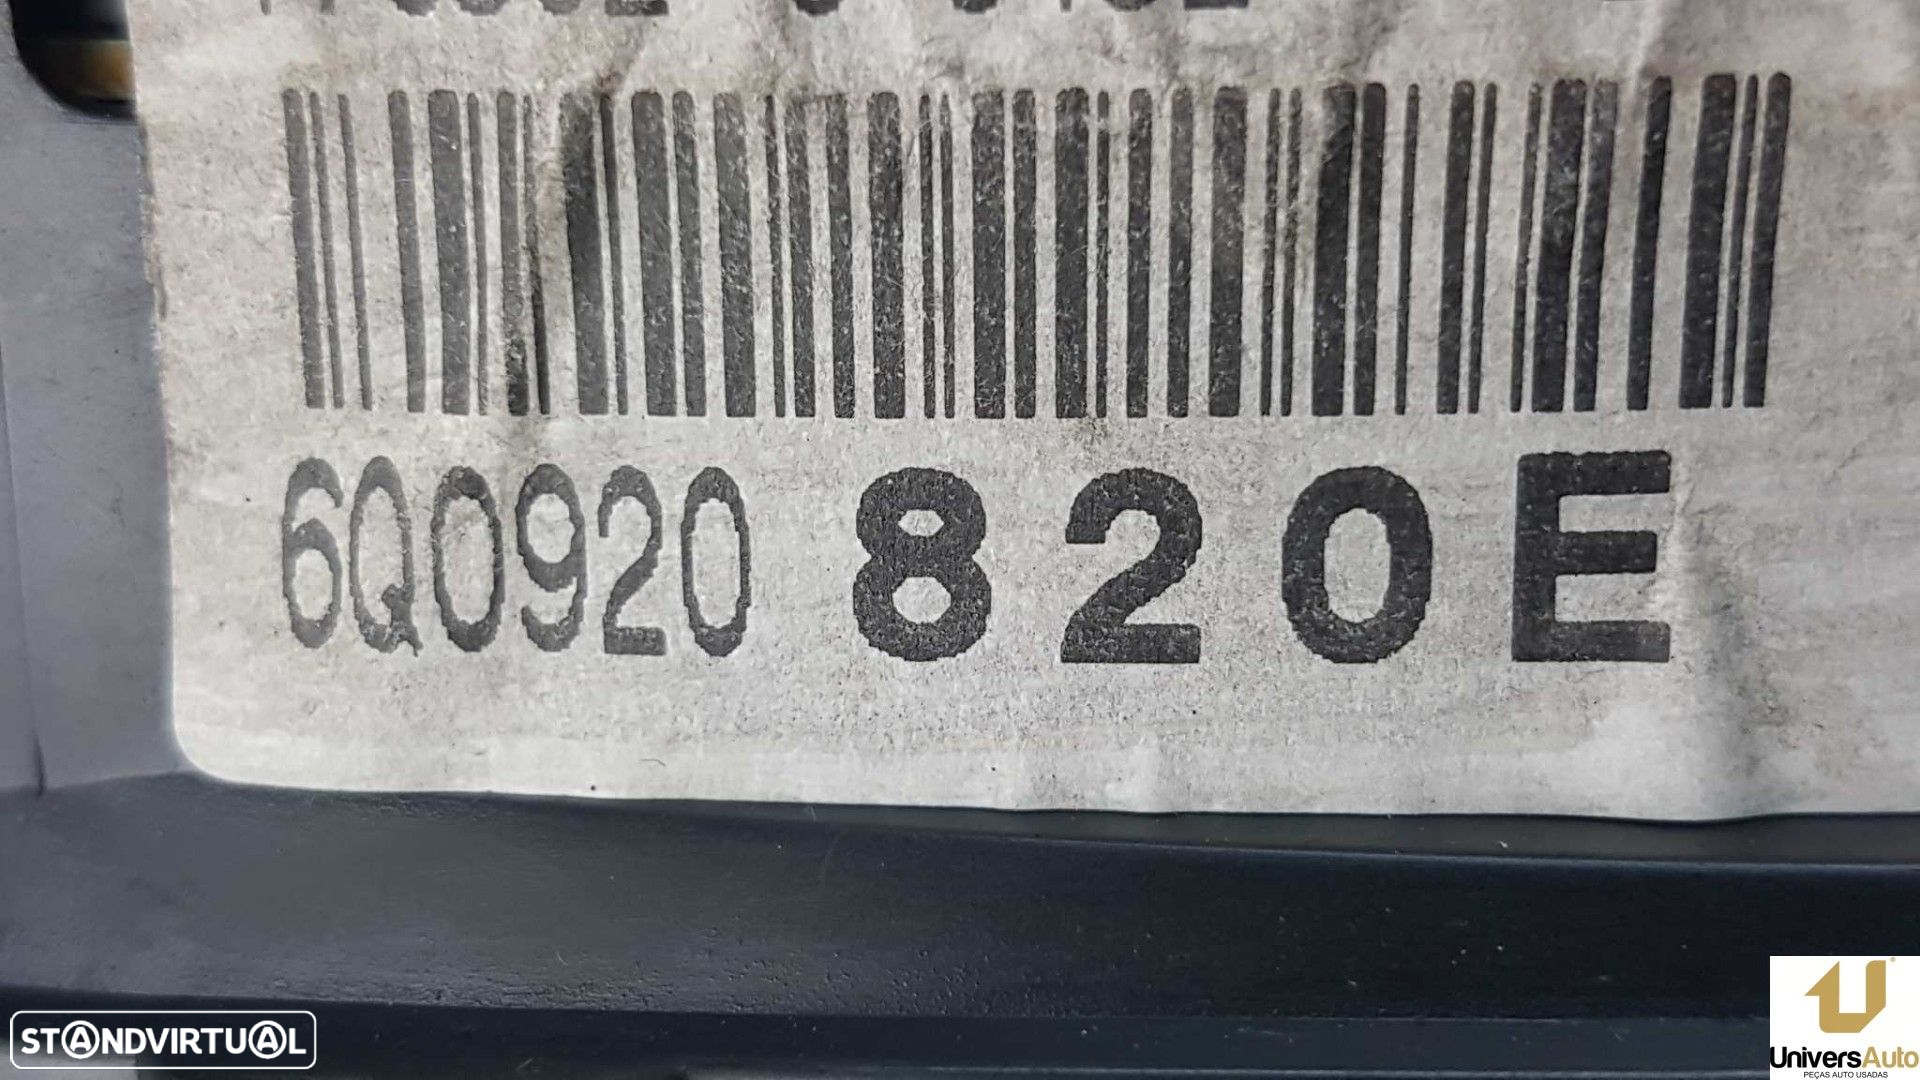 6Q0920 820E
STANDVIRTUAL
UniversAuto
PEÇAS AUTO USADAS